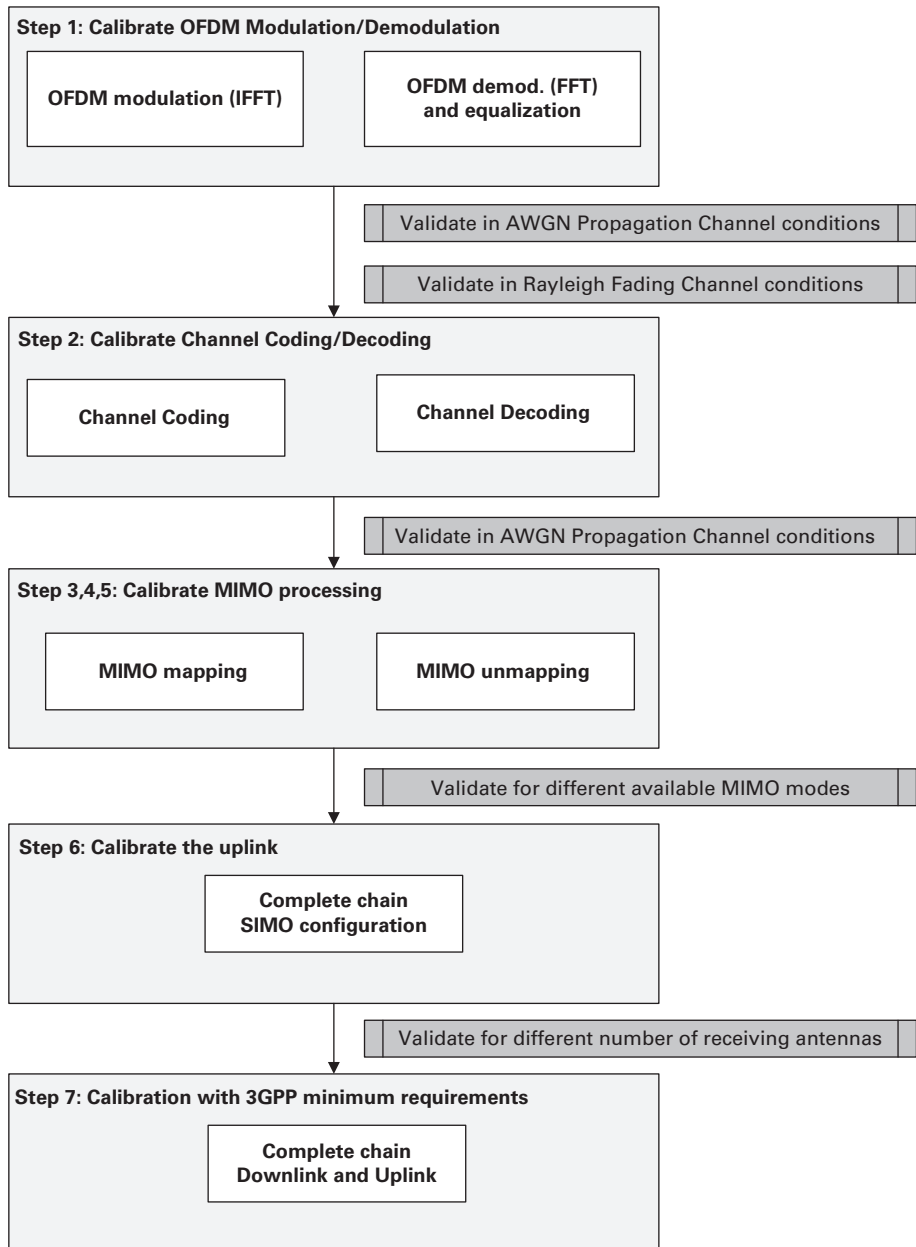 Step 1: Calibrate OFDM Modulation/Demodulation
OFDM modulation (IFFT)
OFDM demod. (FFT)
and equalization
Validate in AWGN Propagation Channel conditions
Validate in Rayleigh Fading Channel conditions
Step 2: Calibrate Channel Coding/Decoding
Channel Coding
Channel Decoding
Validate in AWGN Propagation Channel conditions
Step 3,4,5: Calibrate MIMO processing
MIMO mapping
MIMO unmapping
Validate for different available MIMO modes
Step 6: Calibrate the uplink
Complete chain
SIMO configuration
Validate for different number of receiving antennas
Step 7: Calibration with 3GPP minimum requirements
Complete chain
Downlink and Uplink